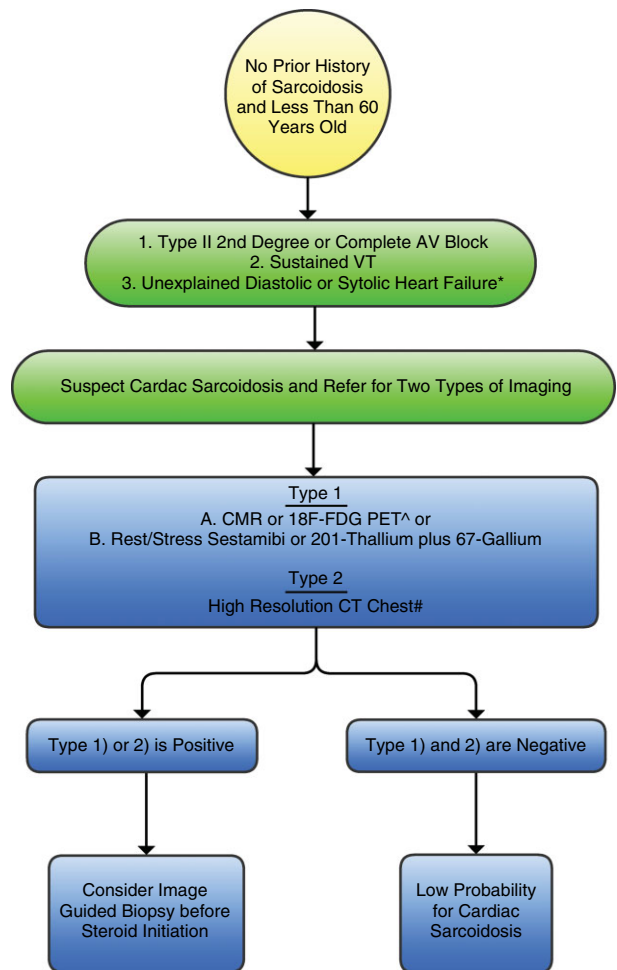 No Prior History
of Sarcoidosis
and Less Than 60
Years Old
1. Type II 2nd Degree or Complete AV Block
2. Sustained VT
3. Unexplained Diastolic or Sytolic Heart Failure*
Suspect Cardac Sarcoidosis and Refer for Two Types of Imaging
Type 1
A. CMR or 18F-FDG PET^ or
B. Rest/Stress Sestamibi or 201-Thallium plus 67-Gallium
Type 2
High Resolution CT Chest#
Type 1) or 2) is Positive
Type 1) and 2) are Negative
Consider Image
Guided Biopsy before
Steroid Initiation
Low Probability
for Cardiac
Sarcoidosis